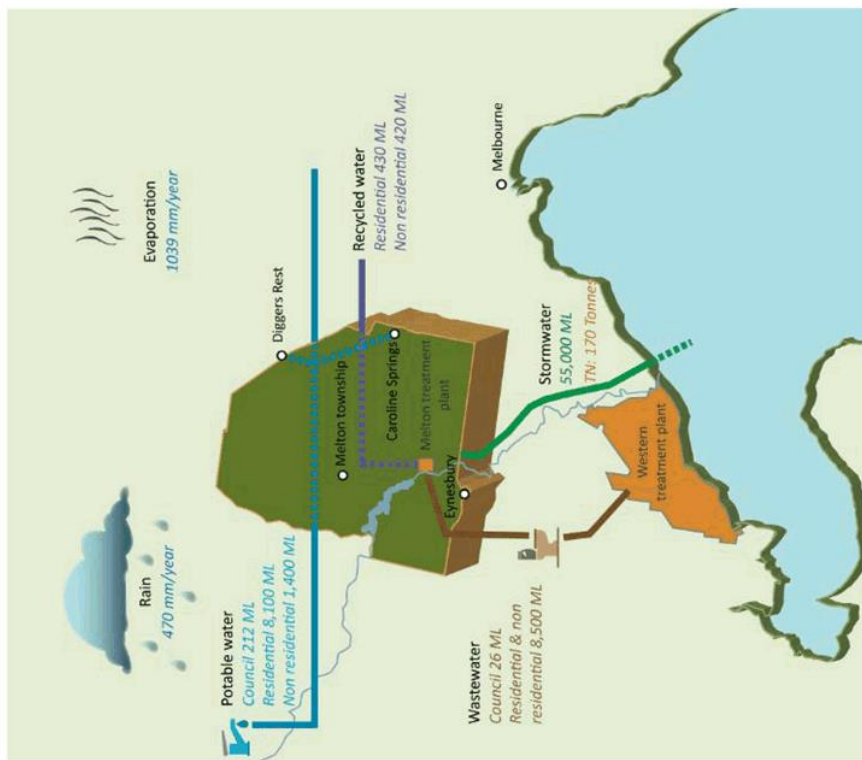 Rain
470 mm/year
Evaporation
1039 mm/year
Potable water
Council 212 ML
Residential 8,100 ML
Non residential 1,400 ML
Diggers Rest
Melton township
Caroline Springs
Melton treatment
plant
Eynesbury
Recycled water
Residential 430 ML
Non residential 420 ML
Wastewater
Council 26 ML
Residential & non
residential 8,500 ML
Stormwater
55,000 ML
TN: 170 Tonnes
Melbourne
Western
treatment plant